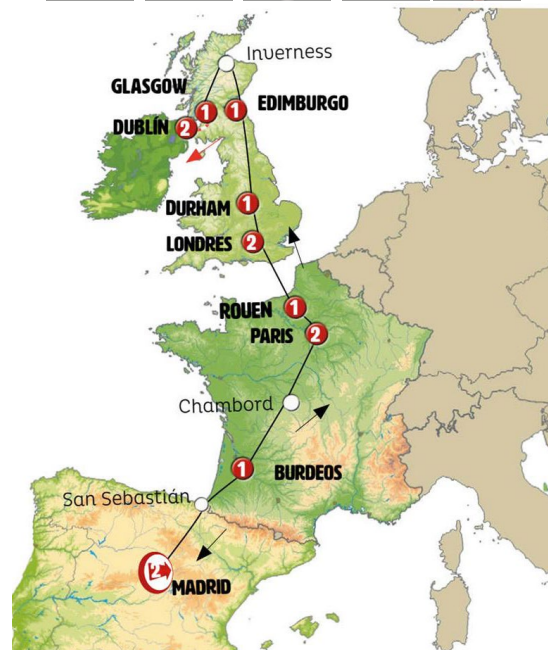 Inverness
GLASGOW
1
1
EDIMBURGO
DUBLÍN
2
DURHAM
1
LONDRES
2
ROUEN
1
PARIS
2
Chambord
1
BURDEOS
San Sebastián
2
MADRID